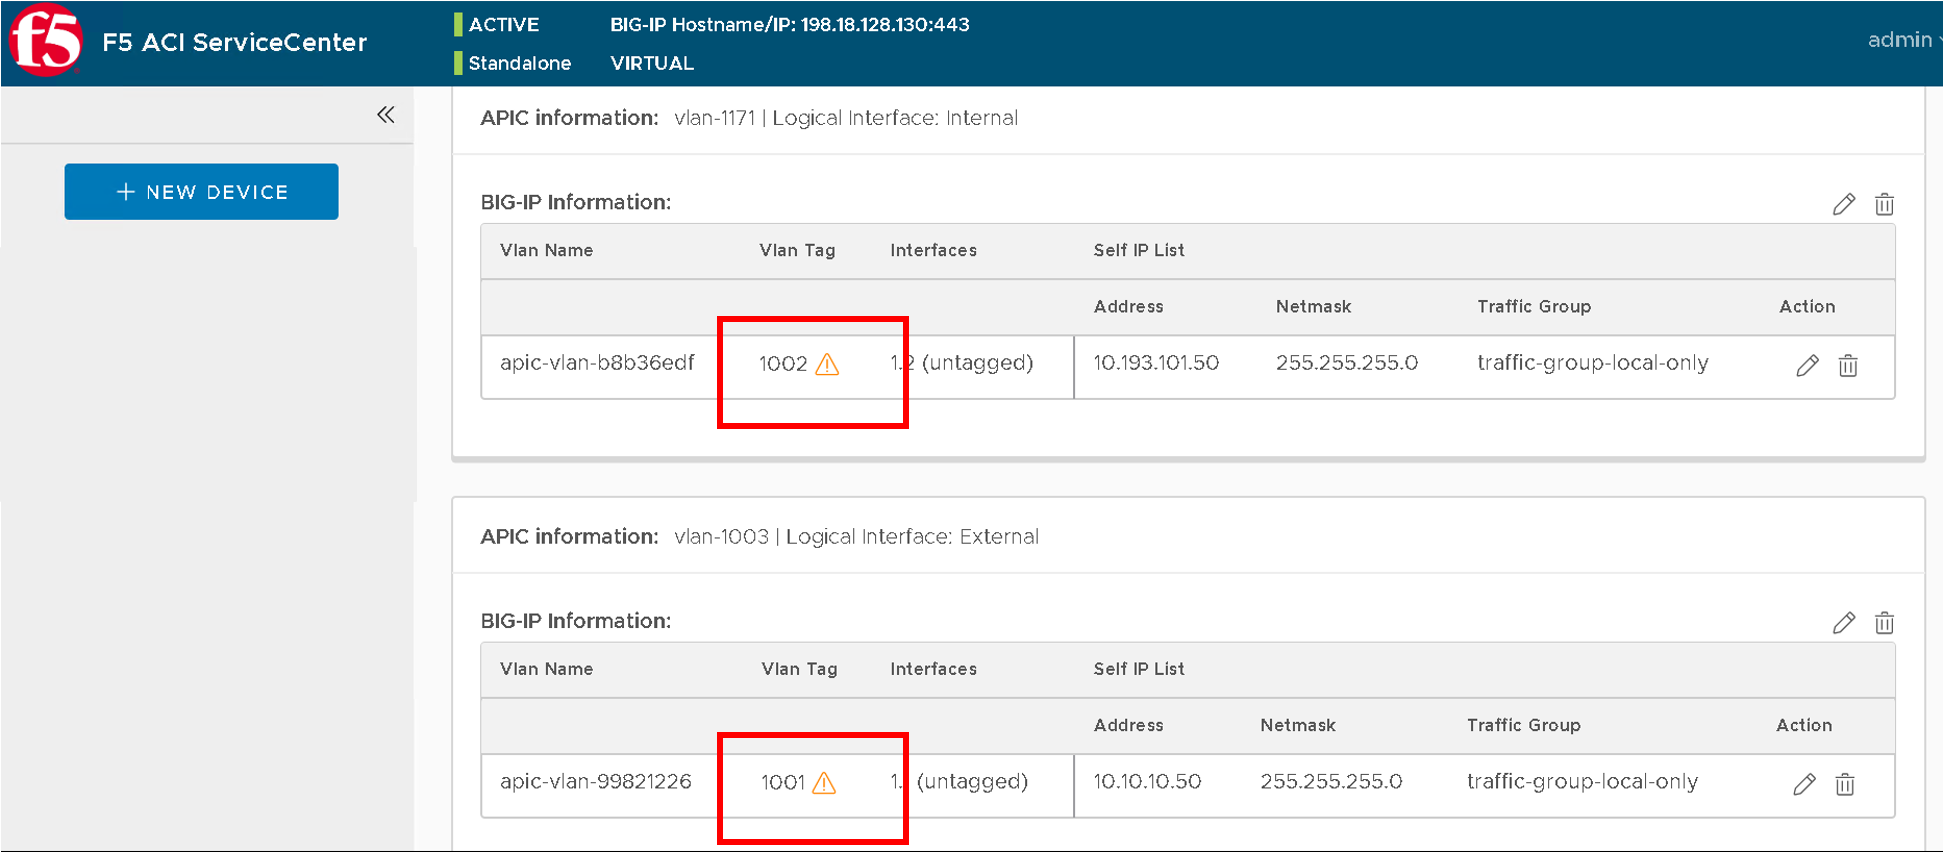 f5
F5 ACI ServiceCenter
ACTIVE
BIG-IP Hostname/IP: 198.18.128.130:443
Standalone
VIRTUAL
admin
+ NEW DEVICE
APIC information: vlan-1171 | Logical Interface: Internal
BIG-IP Information:
Vlan Name Vlan Tag Interfaces Self IP List
Address Netmask Traffic Group Action
apic-vlan-b8b36edf 1002 1.2 (untagged) 10.193.101.50 255.255.255.0 traffic-group-local-only
APIC information: vlan-1003 | Logical Interface: External
BIG-IP Information:
Vlan Name Vlan Tag Interfaces Self IP List
Address Netmask Traffic Group Action
apic-vlan-99821226 1001 (untagged) 10.10.10.50 255.255.255.0 traffic-group-local-only